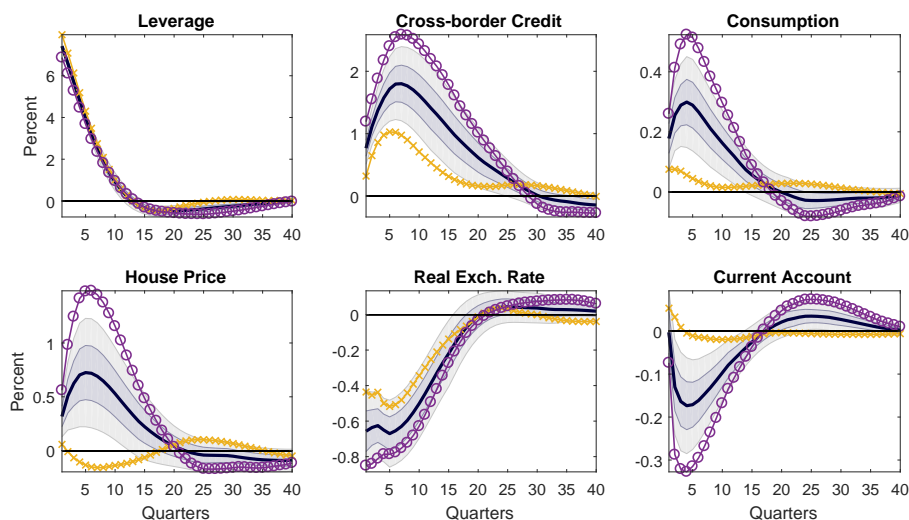 Leverage
Cross-border Credit
Consumption
Percent
6
4
2
0
5 10 15 20 25 30 35 40
2
1
0
5 10 15 20 25 30 35 40
0.4
0.2
0
5 10 15 20 25 30 35 40
House Price
Real Exch. Rate
Current Account
Percent
1
0.5
0
5 10 15 20 25 30 35 40
Quarters
0
-0.2
-0.4
-0.6
-0.8
5 10 15 20 25 30 35 40
Quarters
0
-0.1
-0.2
-0.3
5 10 15 20 25 30 35 40
Quarters